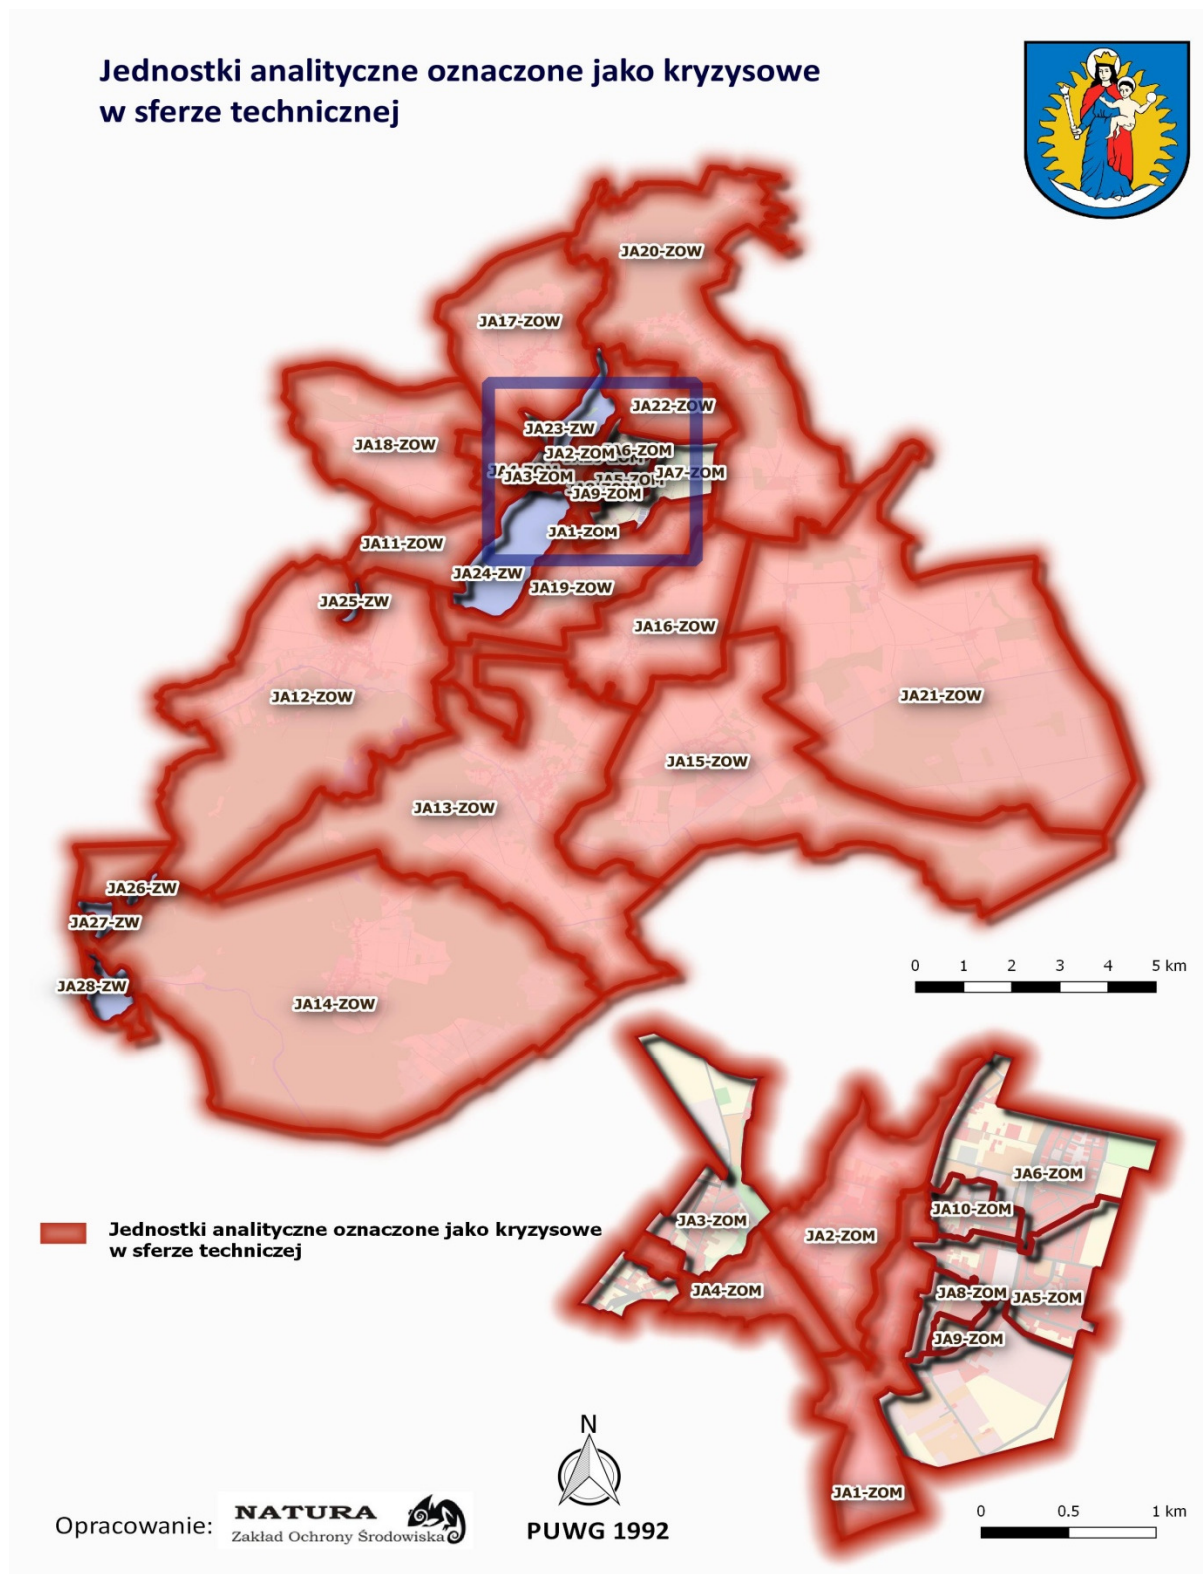 Jednostki analityczne oznaczone jako kryzysowe
w sferze technicznej
JA20-ZOW
JA17-ZOW
JA22-ZOW
JA23-ZW
JA18-ZOW
JA2-ZOM
JA6-ZOM
JA3-ZOM
JA7-ZOM
JA9-ZOM
JA1-ZOM
JA11-ZOW
JA24-ZW
JA19-ZOW
JA25-ZW
JA16-ZOW
JA12-ZOW
JA21-ZOW
JA15-ZOW
JA13-ZOW
JA26-ZW
JA27-ZW
JA28-ZW
JA14-ZOW
0 1 2 3 4 5 km
JA6-ZOM
JA10-ZOM
JA3-ZOM
JA2-ZOM
JA4-ZOM
JA8-ZOM
JA5-ZOM
JA9-ZOM
JA1-ZOM
Jednostki analityczne oznaczone jako kryzysowe
w sferze techniczej
N
PUWG 1992
0 0.5 1 km
Opracowanie:
NATURA
Zakład Ochrony Środowiska